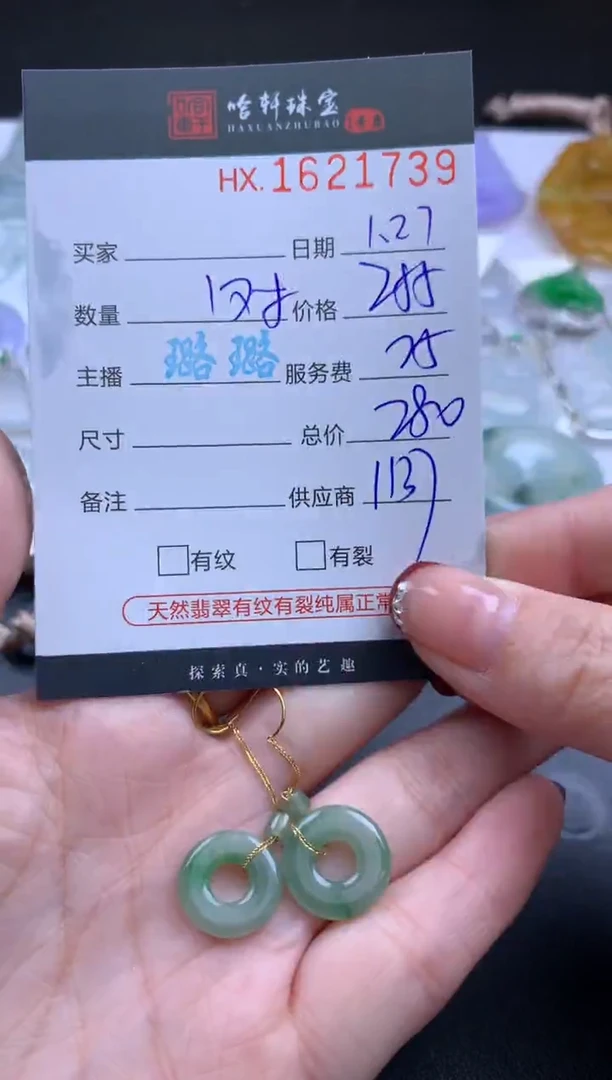 哈轩珠宝
HAXUANZHUBAO
HX.1621739
买家 日期 1.27
数量 1对 价格 255
主播 璐璐 服务费 25
尺寸 总价 280
备注 供应商 1137
有纹 有裂
天然翡翠有纹有裂纯属正常
探索真·实的艺趣